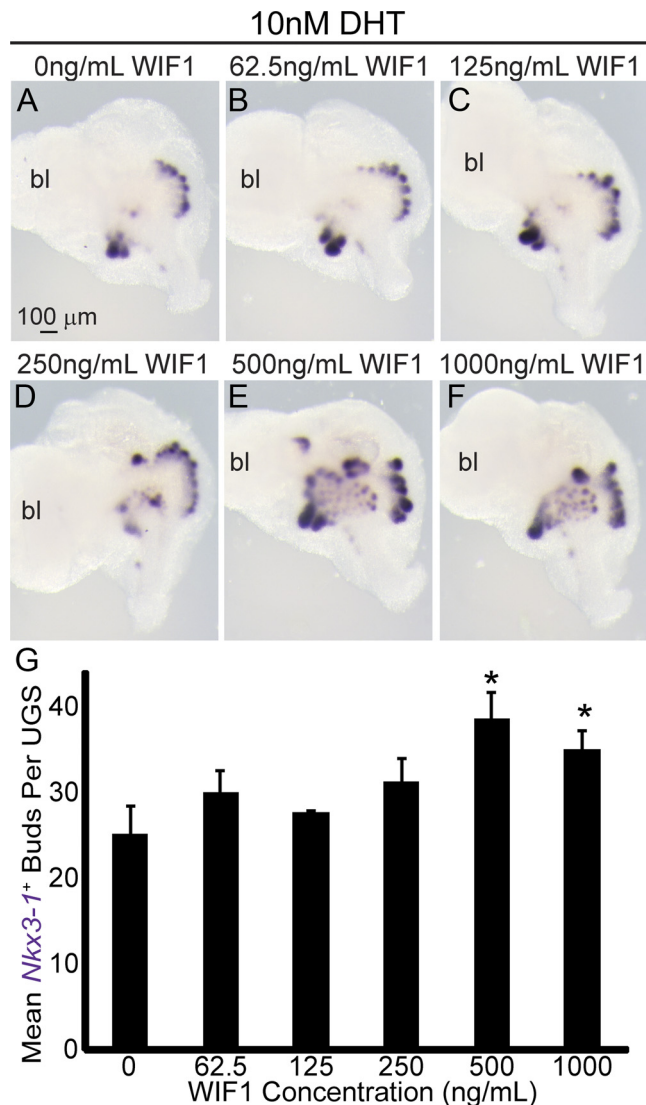 10nM DHT
0ng/mL WIF1 62.5ng/mL WIF1 125ng/mL WIF1
A B C
bl bl bl
100 μm
250ng/mL WIF1 500ng/mL WIF1 1000ng/mL WIF1
D E F
bl bl bl
G
Mean Nkx3-1+ Buds Per UGS
40
30
20
10
0
* *
0 62.5 125 250 500 1000
WIF1 Concentration (ng/mL)